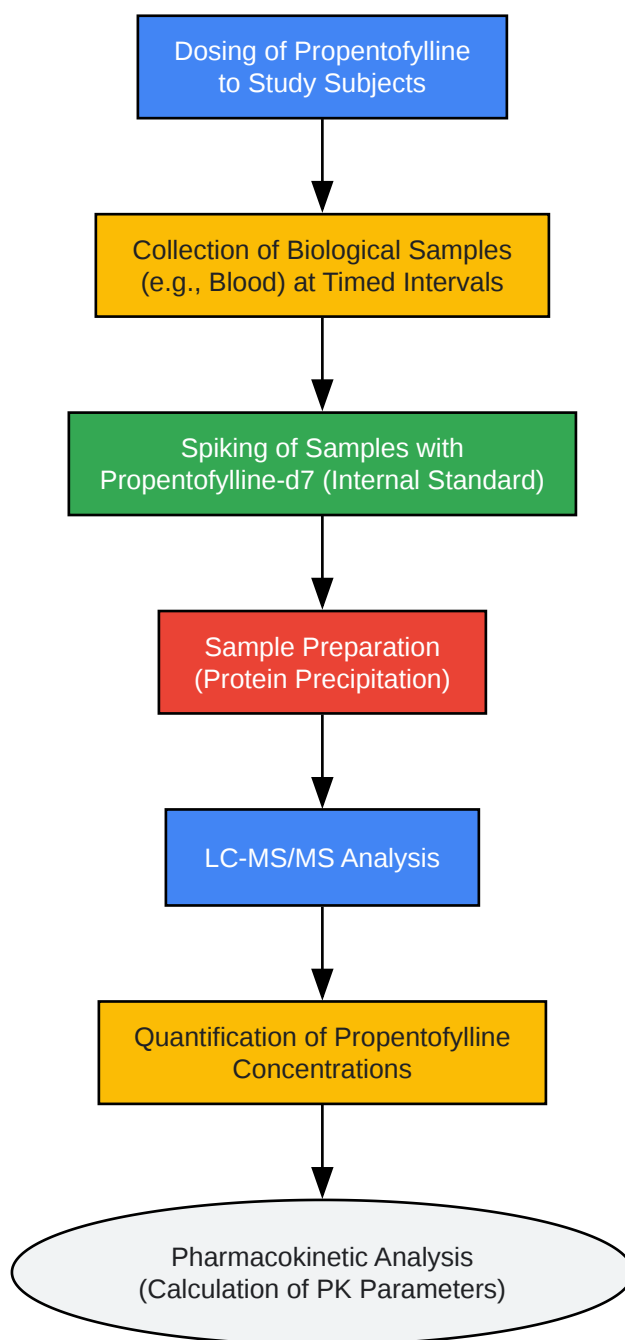 Dosing of Propentofylline
to Study Subjects
Collection of Biological Samples
(e.g., Blood) at Timed Intervals
Spiking of Samples with
Propentofylline-d7 (Internal Standard)
Sample Preparation
(Protein Precipitation)
LC-MS/MS Analysis
Quantification of Propentofylline
Concentrations
Pharmacokinetic Analysis
(Calculation of PK Parameters)